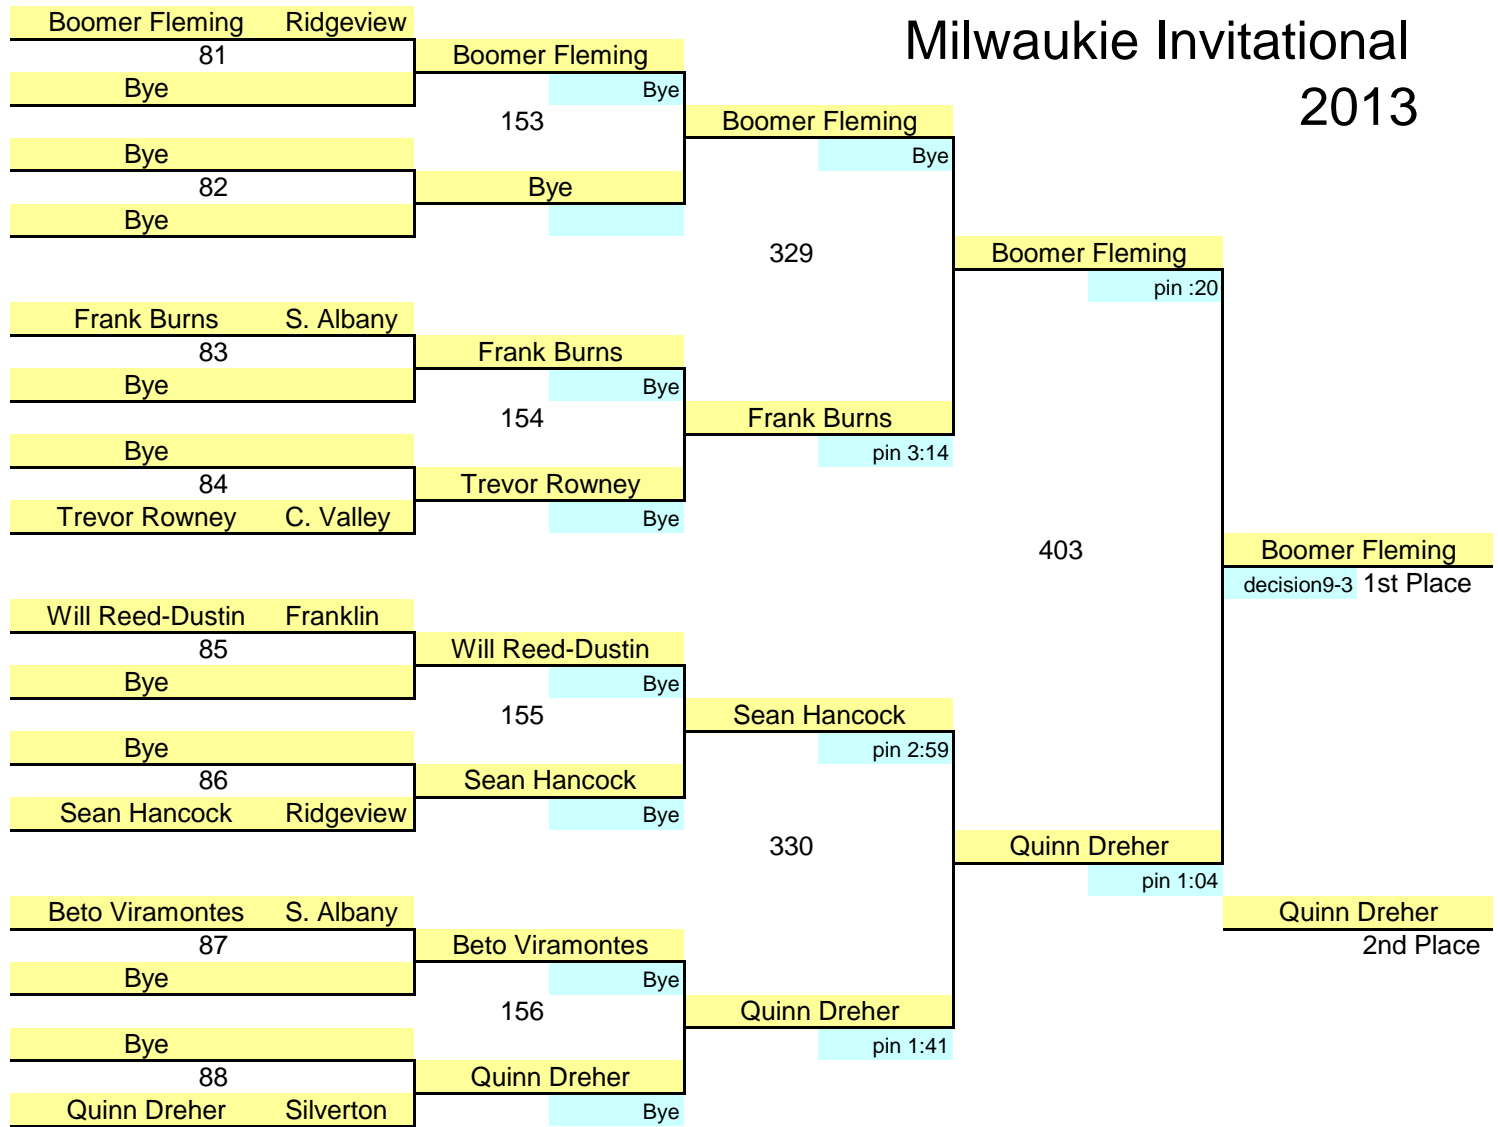 Milwaukie Invitational
2013
Boomer Fleming Ridgeview
81
Boomer Fleming
Bye
Bye
153
Boomer Fleming
Bye
Bye
82
Bye
Bye
329
Boomer Fleming
pin :20
Frank Burns S. Albany
83
Frank Burns
Bye
Bye
154
Frank Burns
Bye
pin 3:14
84
Trevor Rowney
Trevor Rowney C. Valley
Bye
403
Boomer Fleming
decision9-3 1st Place
Will Reed-Dustin Franklin
85
Will Reed-Dustin
Bye
Bye
155
Sean Hancock
Bye
pin 2:59
86
Sean Hancock
Sean Hancock Ridgeview
Bye
330
Quinn Dreher
pin 1:04
Beto Viramontes S. Albany
Quinn Dreher
87
Beto Viramontes
2nd Place
Bye
Bye
156
Quinn Dreher
Bye
pin 1:41
88
Quinn Dreher
Quinn Dreher Silverton
Bye